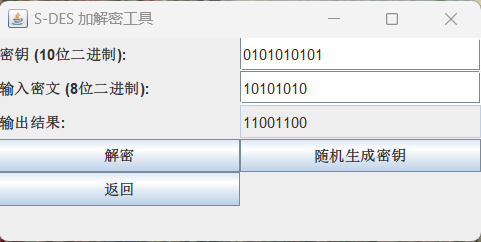 S-DES 加解密工具
密钥 (10位二进制): 0101010101
输入密文 (8位二进制): 10101010
输出结果: 11001100
解密 随机生成密钥
返回